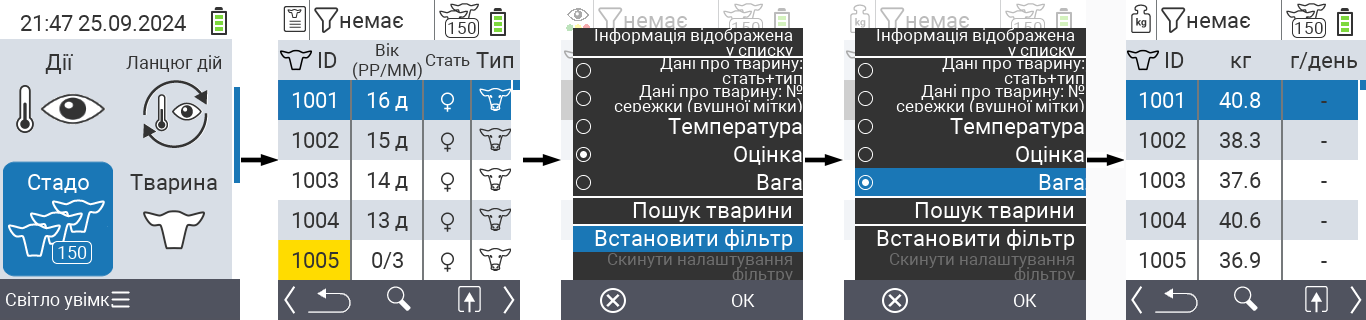 21:47 25.09.2024
Дії
Ланцюг дій
Стадо
Тварина
150
Світло увімк.
немає
150
ID
Вік
(РР/ММ)
Стать
Тип
1001 16 д
1002 15 д
1003 14 д
1004 13 д
1005 0/3
немає
150
Інформація відображена
у списку
Дані про тварину:
стать+тип
Дані про тварину: №
сережки (вушної мітки)
Температура
Оцінка
Вага
Пошук тварини
Встановити фільтр
Скинути налаштування
фільтру
OK
kg
немає
150
Інформація відображена
у списку
Дані про тварину:
стать+тип
Дані про тварину: №
сережки (вушної мітки)
Температура
Оцінка
Вага
Пошук тварини
Встановити фільтр
Скинути налаштування
фільтру
OK
kg
немає
150
ID кг г/день
1001 40.8 -
1002 38.3 -
1003 37.6 -
1004 40.6 -
1005 36.9 -